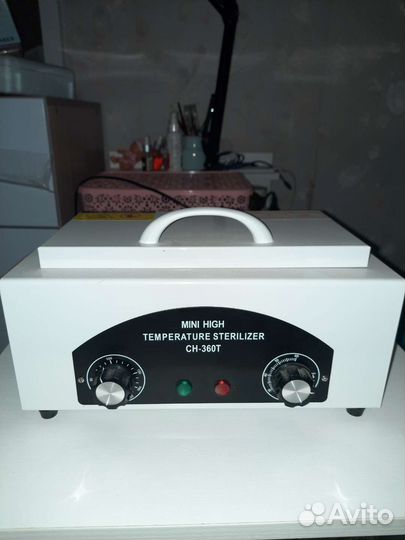 MINI HIGH
TEMPERATURE STERILIZER
CH-360T
Avito